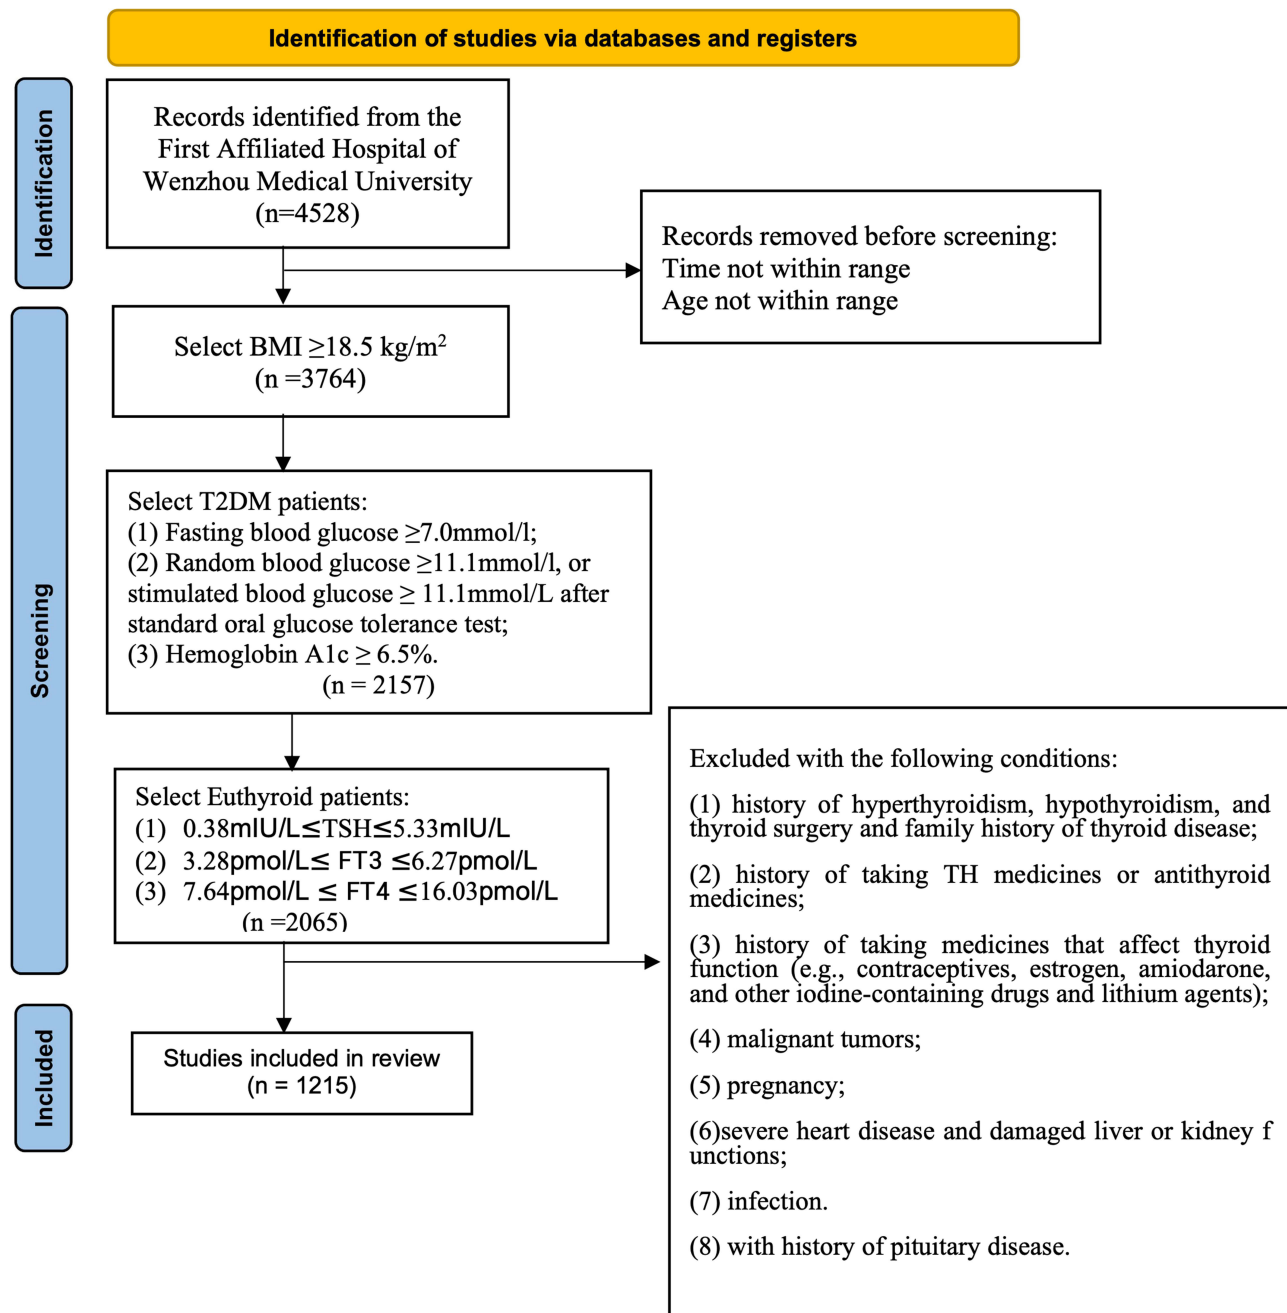 Identification of studies via databases and registers
Identification
Records identified from the
First Affiliated Hospital of
Wenzhou Medical University
(n=4528)
Records removed before screening:
Time not within range
Age not within range
Screening
Select BMI ≥18.5 kg/m²
(n =3764)
Select T2DM patients:
(1) Fasting blood glucose ≥7.0mmol/l;
(2) Random blood glucose ≥11.1mmol/l, or
stimulated blood glucose ≥ 11.1mmol/L after
standard oral glucose tolerance test;
(3) Hemoglobin A1c ≥ 6.5%.
(n = 2157)
Select Euthyroid patients:
(1) 0.38mIU/L≤TSH≤5.33mIU/L
(2) 3.28pmol/L≤ FT3 ≤6.27pmol/L
(3) 7.64pmol/L ≤ FT4 ≤16.03pmol/L
(n =2065)
Excluded with the following conditions:
(1) history of hyperthyroidism, hypothyroidism, and
thyroid surgery and family history of thyroid disease;
(2) history of taking TH medicines or antithyroid
medicines;
(3) history of taking medicines that affect thyroid
function (e.g., contraceptives, estrogen, amiodarone,
and other iodine-containing drugs and lithium agents);
(4) malignant tumors;
(5) pregnancy;
(6)severe heart disease and damaged liver or kidney f
unctions;
(7) infection.
(8) with history of pituitary disease.
Included
Studies included in review
(n = 1215)